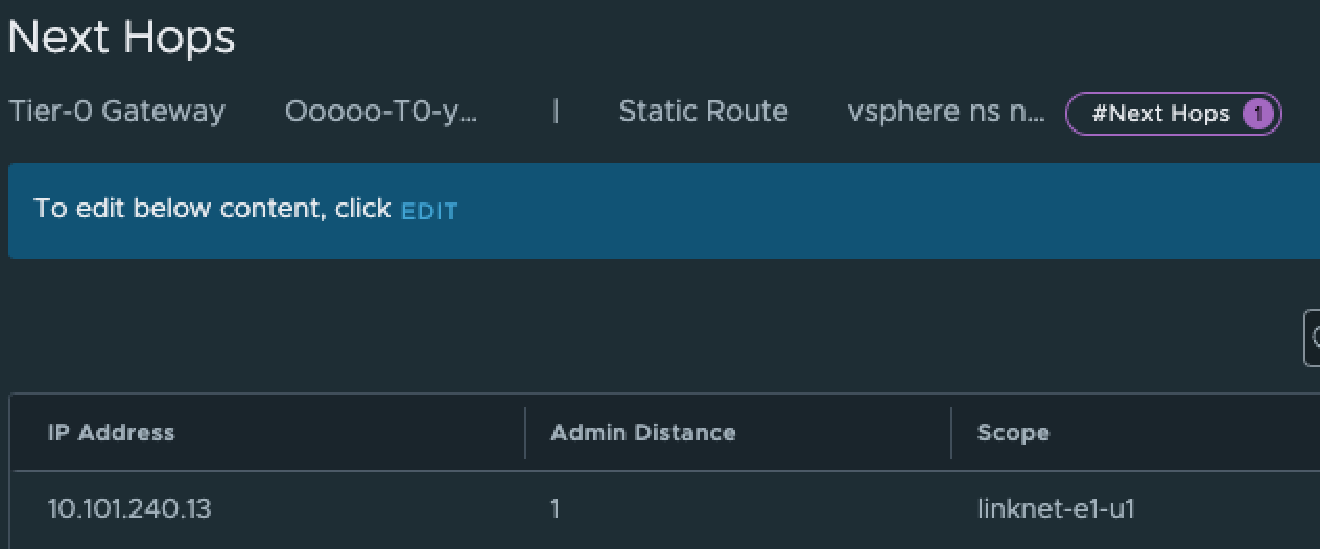 Next Hops
Tier-0 Gateway Ooooo-T0-y... | Static Route vsphere ns n... #Next Hops 1
To edit below content, click EDIT
IP Address Admin Distance Scope
10.101.240.13 1 linknet-e1-u1